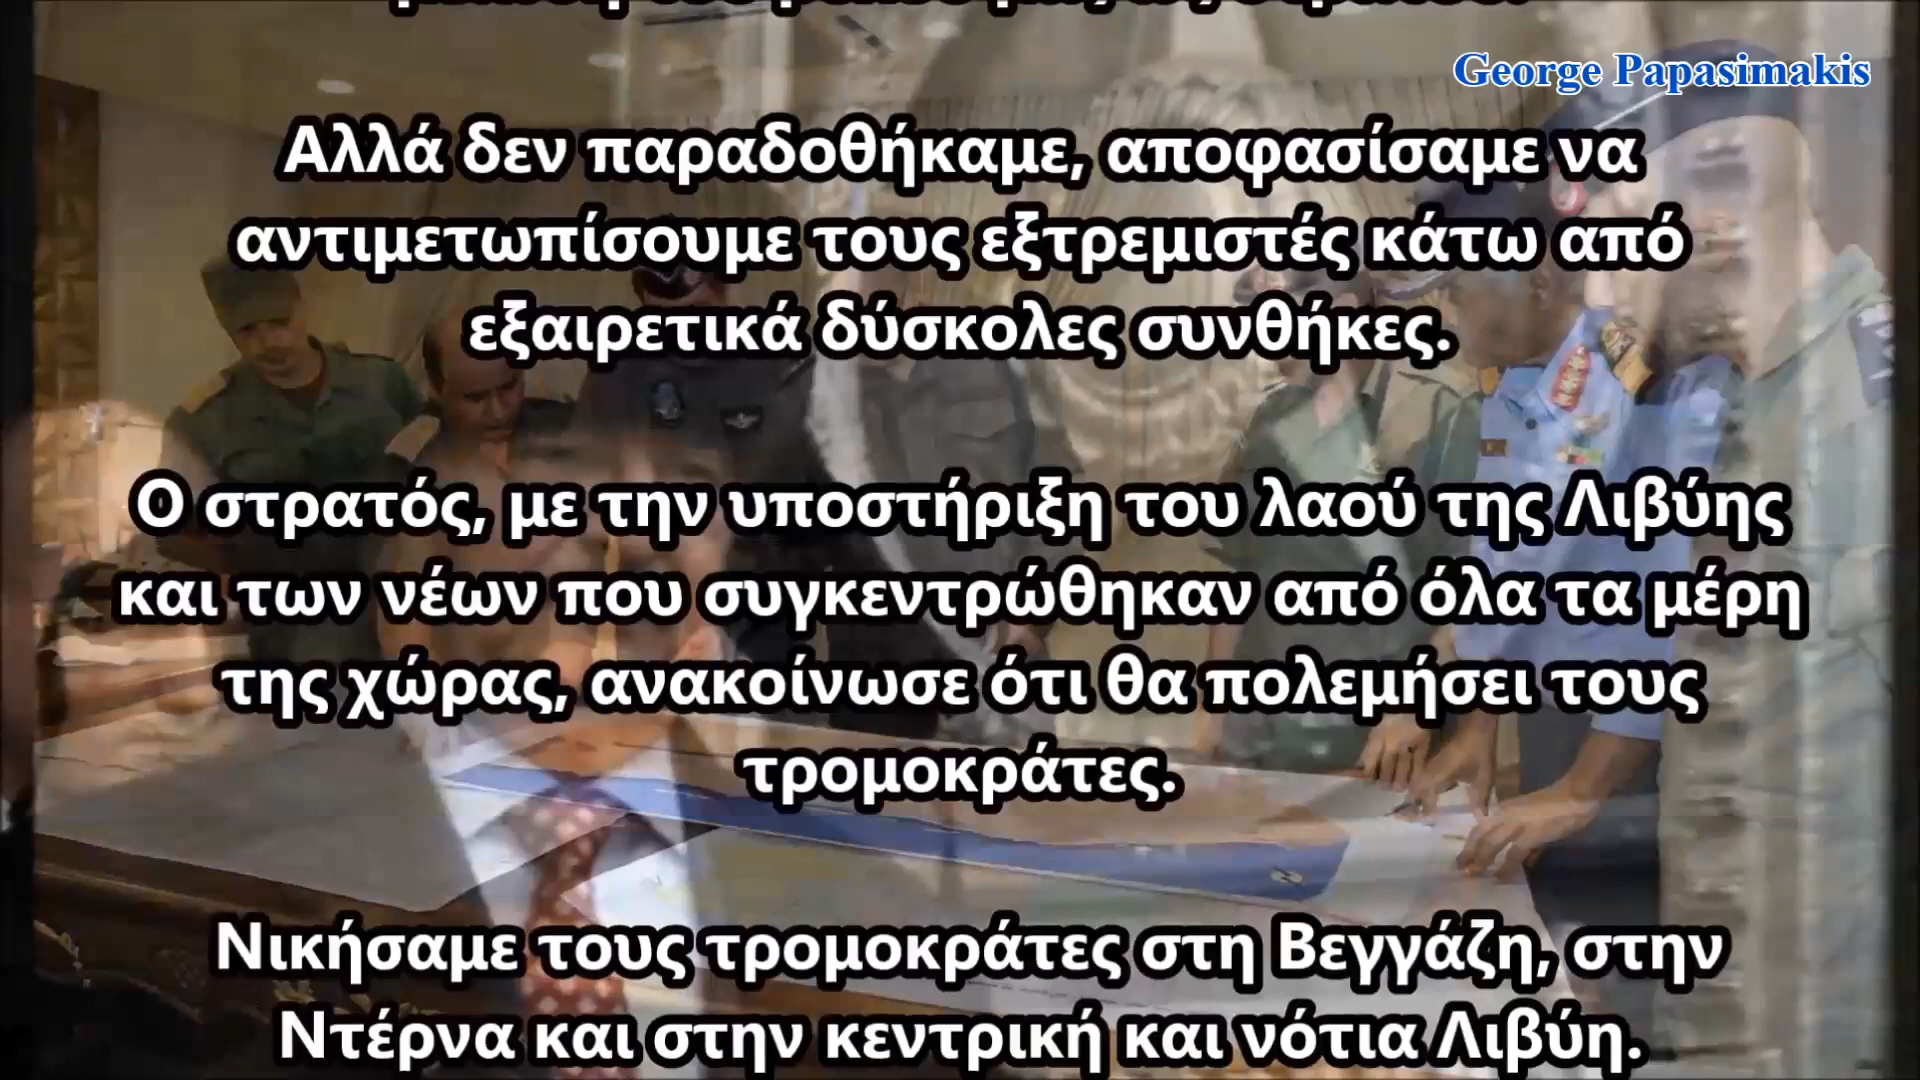 George Papasimakis
Αλλά δεν παραδοθήκαμε, αποφασίσαμε να
αντιμετωπίσουμε τους εξτρεμιστές κάτω από
εξαιρετικά δύσκολες συνθήκες.
Ο στρατός, με την υποστήριξη του λαού της Λιβύης
και των νέων που συγκεντρώθηκαν από όλα τα μέρη
της χώρας, ανακοίνωσε ότι θα πολεμήσει τους
τρομοκράτες.
Νικήσαμε τους τρομοκράτες στη Βεγγάζη, στην
Ντέρνα και στην κεντρική και νότια Λιβύη.